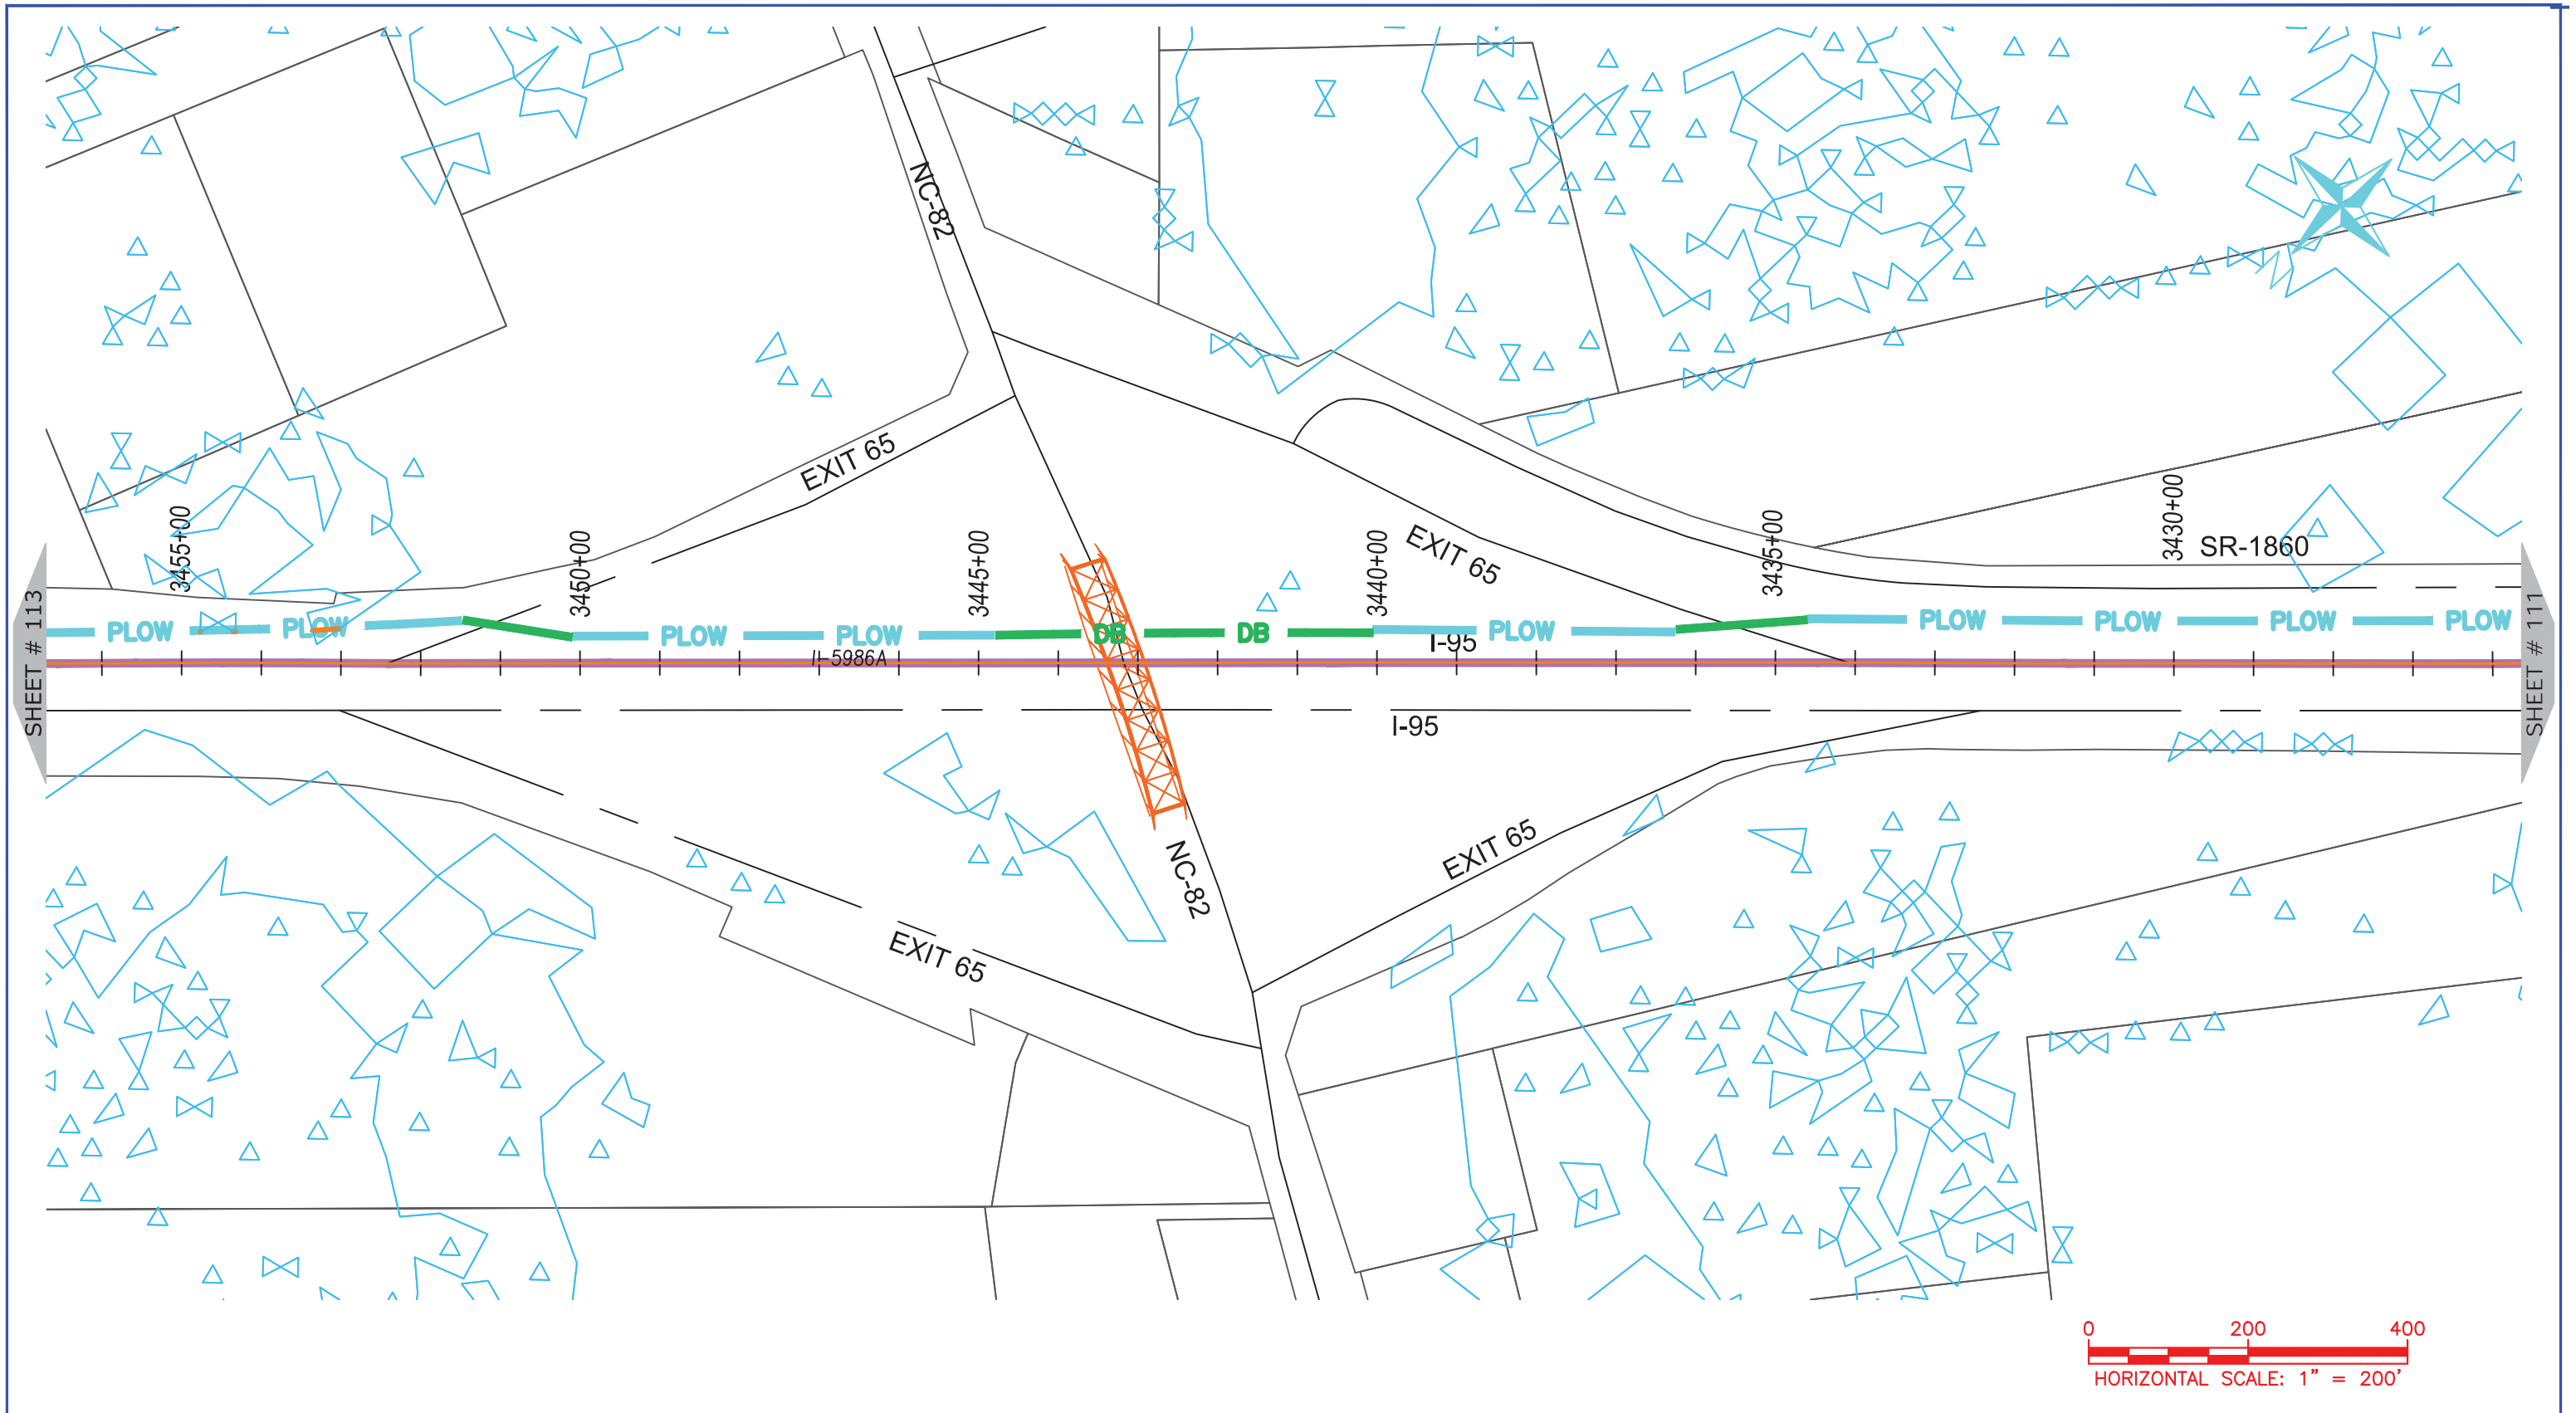 NC-82
EXIT 65
EXIT 65
3455+00
3450+00
3445+00
3440+00
3435+00
3430+00
SR-1860
SHEET # 113
PLOW
PLOW
PLOW
PLOW
DB
DB
PLOW
PLOW
PLOW
PLOW
PLOW
I-95
I-5986A
SHEET # 111
I-95
NC-82
EXIT 65
EXIT 65
N
0 200 400
HORIZONTAL SCALE: 1” = 200’